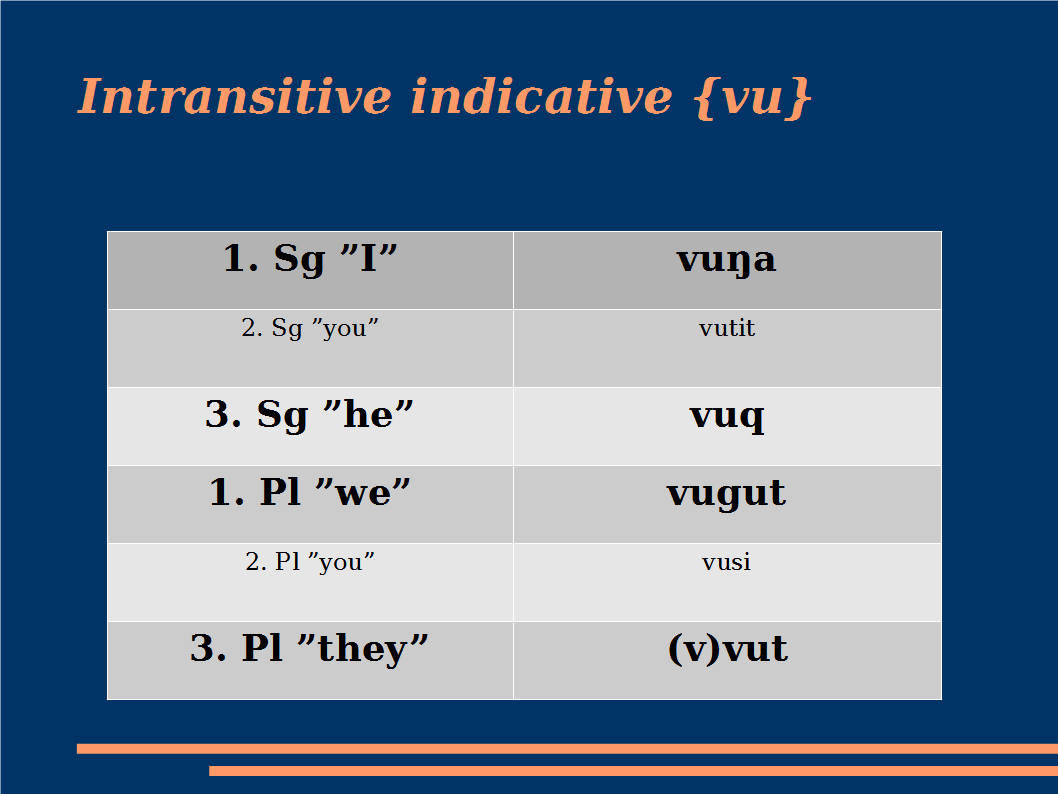 Intransitive indicative {vu}
1. Sg ”I” vuŋa
2. Sg ”you” vutit
3. Sg ”he” vuq
1. Pl ”we” vugut
2. Pl ”you” vusi
3. Pl ”they” (v)vut